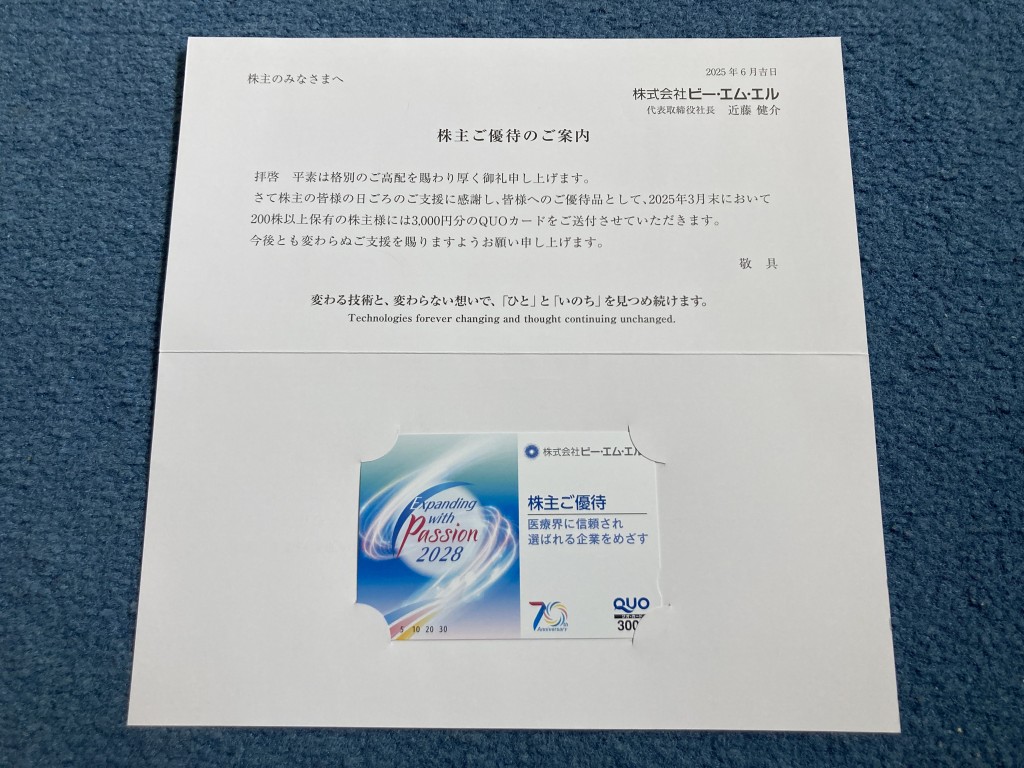 株主のみなさまへ
2025年6月吉日
株式会社ビー・エム・エル
代表取締役社長 近藤 健介
株主ご優待のご案内
拝啓 平素は格別のご高配を賜わり厚く御礼申し上げます。
さて株主の皆様の日ごろのご支援に感謝し、皆様へのご優待品として、2025年3月末において
200株以上保有の株主様には3,000円分のQUOカードをご送付させていただきます。
今後とも変わらぬご支援を賜りますようお願い申し上げます。
敬 具
変わる技術と、変わらない想いで、「ひと」と「いのち」を見つめ続けます。
Technologies forever changing and thought continuing unchanged.
Expanding
with
Passion
2028
5 10 20 30
株式会社ビー・エム・エル
株主ご優待
医療界に信頼され
選ばれる企業をめざす
70th
ANNIVERSARY
QUO
クオ・カード
300